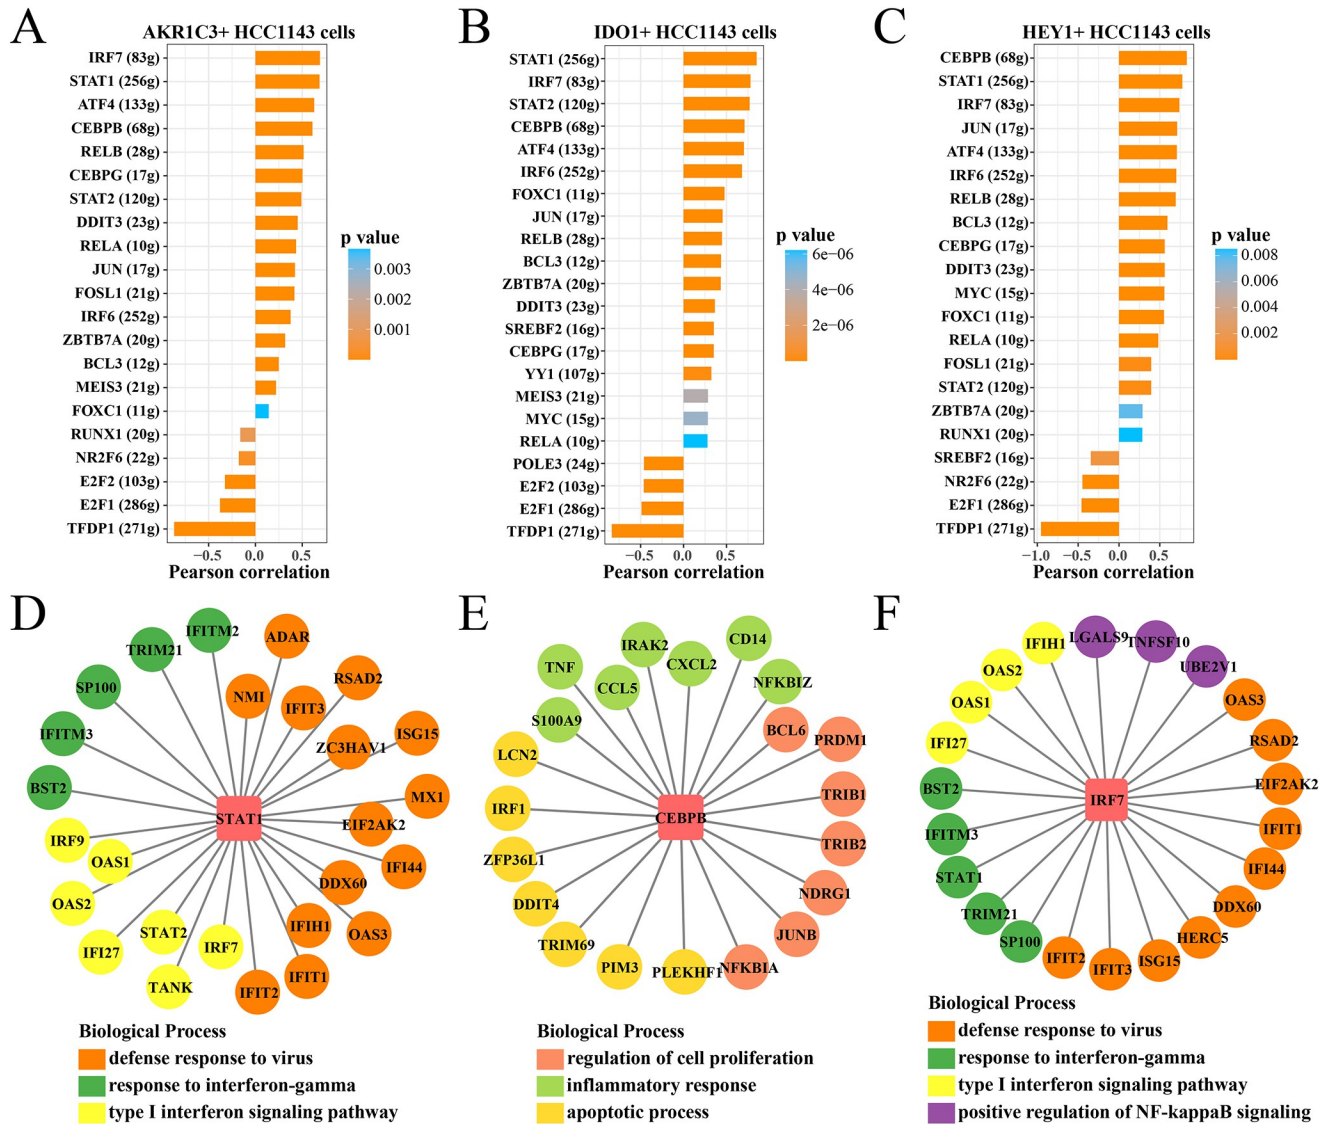 A
AKR1C3+ HCC1143 cells
IRF7 (83g)
STAT1 (256g)
ATF4 (133g)
CEBPB (68g)
RELB (28g)
CEBPG (17g)
STAT2 (120g)
DDIT3 (23g)
RELA (10g)
JUN (17g)
FOSL1 (21g)
IRF6 (252g)
ZBTB7A (20g)
BCL3 (12g)
MEIS3 (21g)
FOXC1 (11g)
RUNX1 (20g)
NR2F6 (22g)
E2F2 (103g)
E2F1 (286g)
TFDP1 (271g)
−0.5 0.0 0.5
Pearson correlation
p value
0.003
0.002
0.001
B
IDO1+ HCC1143 cells
STAT1 (256g)
IRF7 (83g)
STAT2 (120g)
CEBPB (68g)
ATF4 (133g)
IRF6 (252g)
FOXC1 (11g)
JUN (17g)
RELB (28g)
BCL3 (12g)
ZBTB7A (20g)
DDIT3 (23g)
SREBF2 (16g)
CEBPG (17g)
YY1 (107g)
MEIS3 (21g)
MYC (15g)
RELA (10g)
POLE3 (24g)
E2F2 (103g)
E2F1 (286g)
TFDP1 (271g)
−0.5 0.0 0.5
Pearson correlation
p value
6e−06
4e−06
2e−06
C
HEY1+ HCC1143 cells
CEBPB (68g)
STAT1 (256g)
IRF7 (83g)
JUN (17g)
ATF4 (133g)
IRF6 (252g)
RELB (28g)
BCL3 (12g)
CEBPG (17g)
DDIT3 (23g)
MYC (15g)
FOXC1 (11g)
RELA (10g)
FOSL1 (21g)
STAT2 (120g)
ZBTB7A (20g)
RUNX1 (20g)
SREBF2 (16g)
NR2F6 (22g)
E2F1 (286g)
TFDP1 (271g)
−1.0 −0.5 0.0 0.5
Pearson correlation
p value
0.008
0.006
0.004
0.002
D
IFITM2
ADAR
TRIM21
RSAD2
SP100
NMI
IFIT3
IFITM3
ZC3HAV1
ISG15
BST2
MX1
STAT1
EIF2AK2
IRF9
OAS1
IFI44
DDX60
OAS2
IFIH1
OAS3
STAT2
IRF7
IFI27
IFIT1
TANK
IFIT2
Biological Process
defense response to virus
response to interferon-gamma
type I interferon signaling pathway
E
IRAK2
CD14
TNF
CXCL2
CCL5
NFKBIZ
S100A9
BCL6
PRDM1
LCN2
TRIB1
IRF1
CEBPB
TRIB2
ZFP36L1
NDRG1
DDIT4
JUNB
TRIM69
PIM3
PLEKHF1
NFKBIA
Biological Process
regulation of cell proliferation
inflammatory response
apoptotic process
F
IFIH1
LGALS9
TNFSF10
OAS2
UBE2V1
OAS1
OAS3
IFI27
RSAD2
BST2
EIF2AK2
IRF7
IFITM3
IFIT1
STAT1
IFI44
TRIM21
DDX60
SP100
HERC5
IFIT2
ISG15
IFIT3
Biological Process
defense response to virus
response to interferon-gamma
type I interferon signaling pathway
positive regulation of NF-kappaB signaling